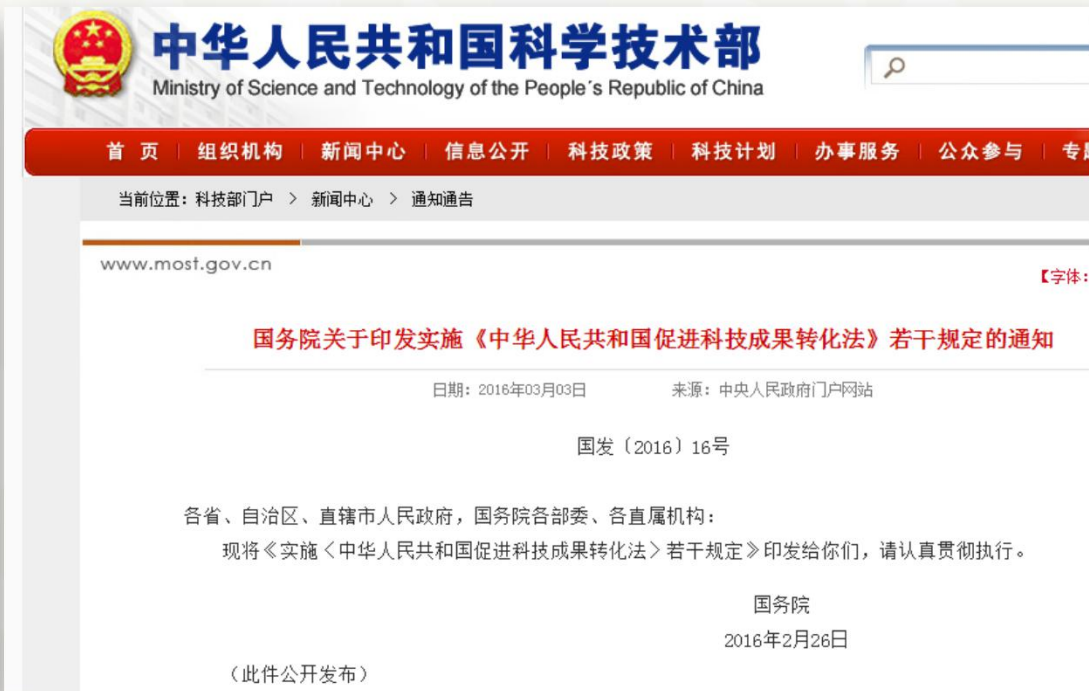 中华人民共和国科学技术部
Ministry of Science and Technology of the People´s Republic of China
首 页 组织机构 新闻中心 信息公开 科技政策 科技计划 办事服务 公众参与
当前位置：科技部门户 > 新闻中心 > 通知通告
www.most.gov.cn
【字体：
国务院关于印发实施《中华人民共和国促进科技成果转化法》若干规定的通知
日期：2016年03月03日 来源：中央人民政府门户网站
国发〔2016〕16号
各省、自治区、直辖市人民政府，国务院各部委、各直属机构：
现将《实施〈中华人民共和国促进科技成果转化法〉若干规定》印发给你们，请认真贯彻执行。
国务院
2016年2月26日
（此件公开发布）